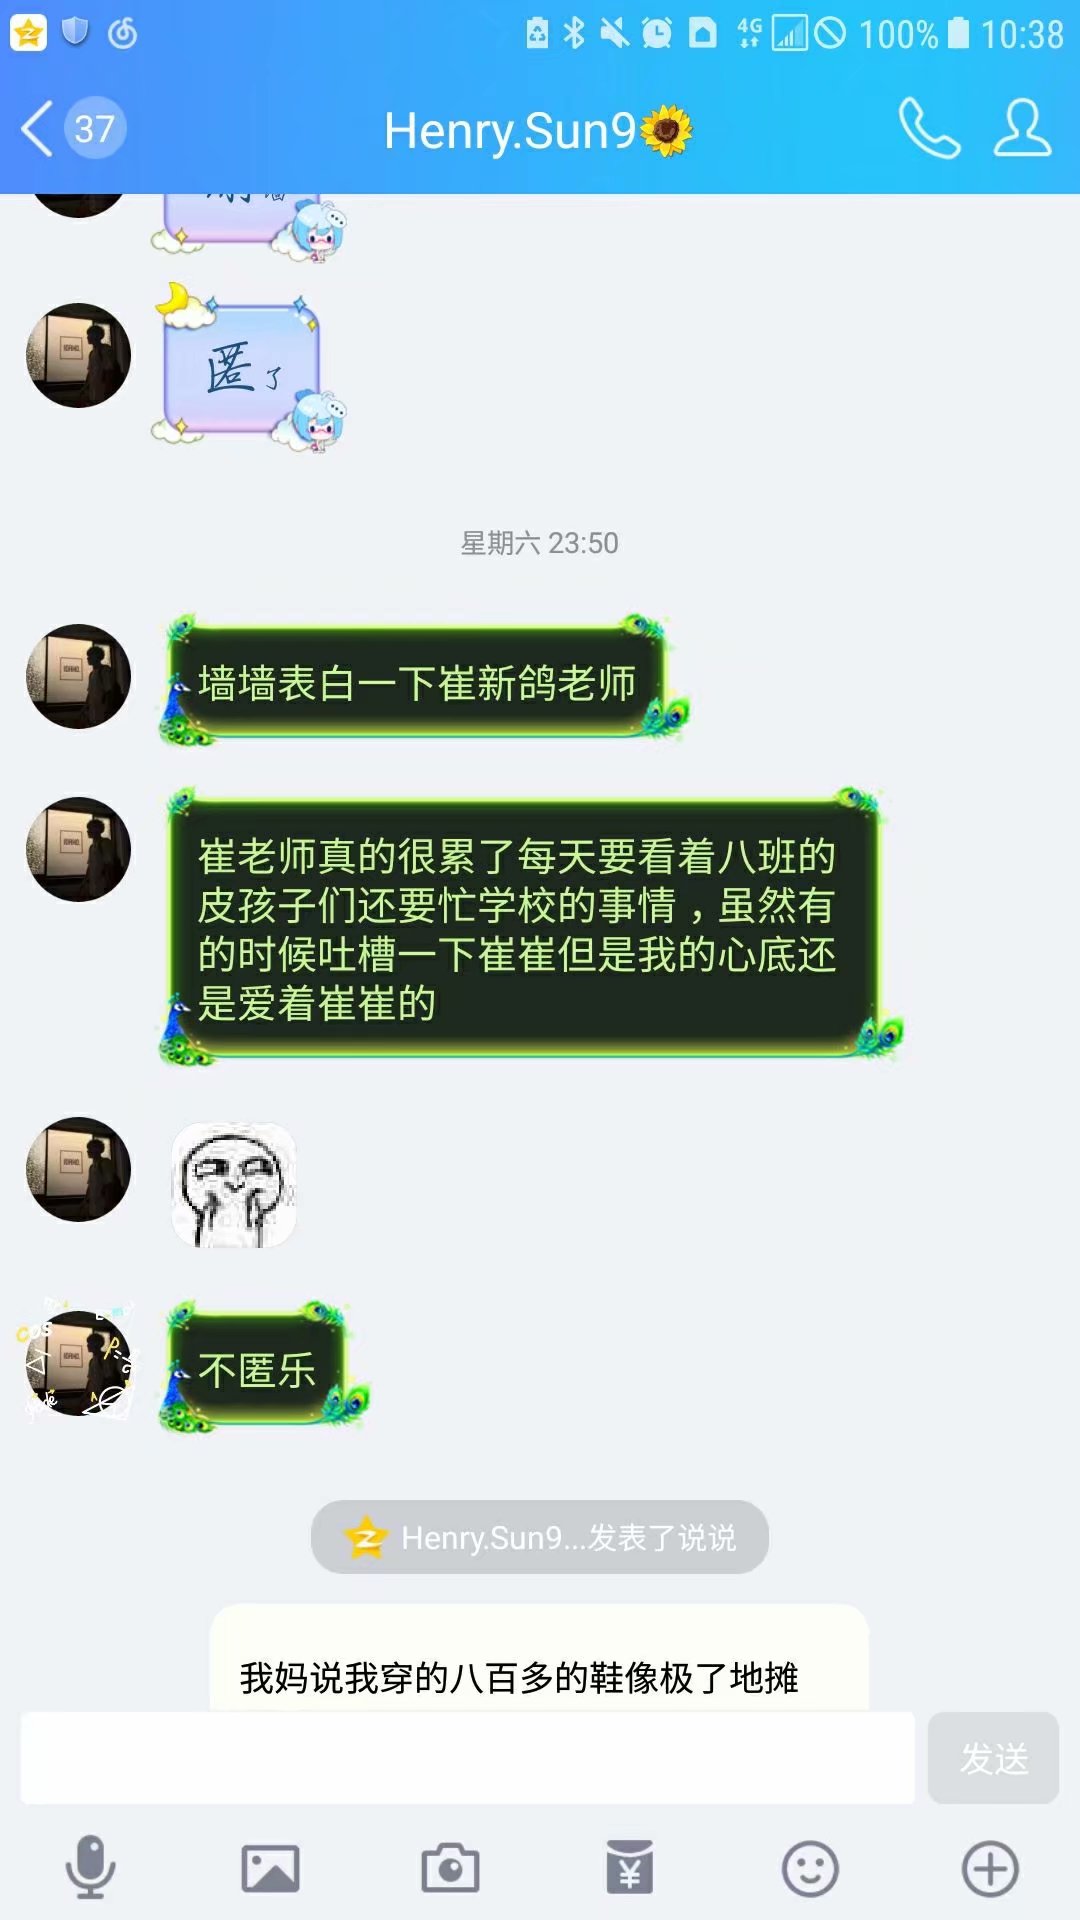 4G 100% 10:38
37 Henry.Sun9
匿了
星期六 23:50
墙墙表白一下崔新鸽老师
崔老师真的很累了每天要看着八班的
皮孩子们还要忙学校的事情，虽然有
的时候吐槽一下崔崔但是我的心底还
是爱着崔崔的
不匿乐
Henry.Sun9...发表了说说
我妈说我穿的八百多的鞋像极了地摊
发送